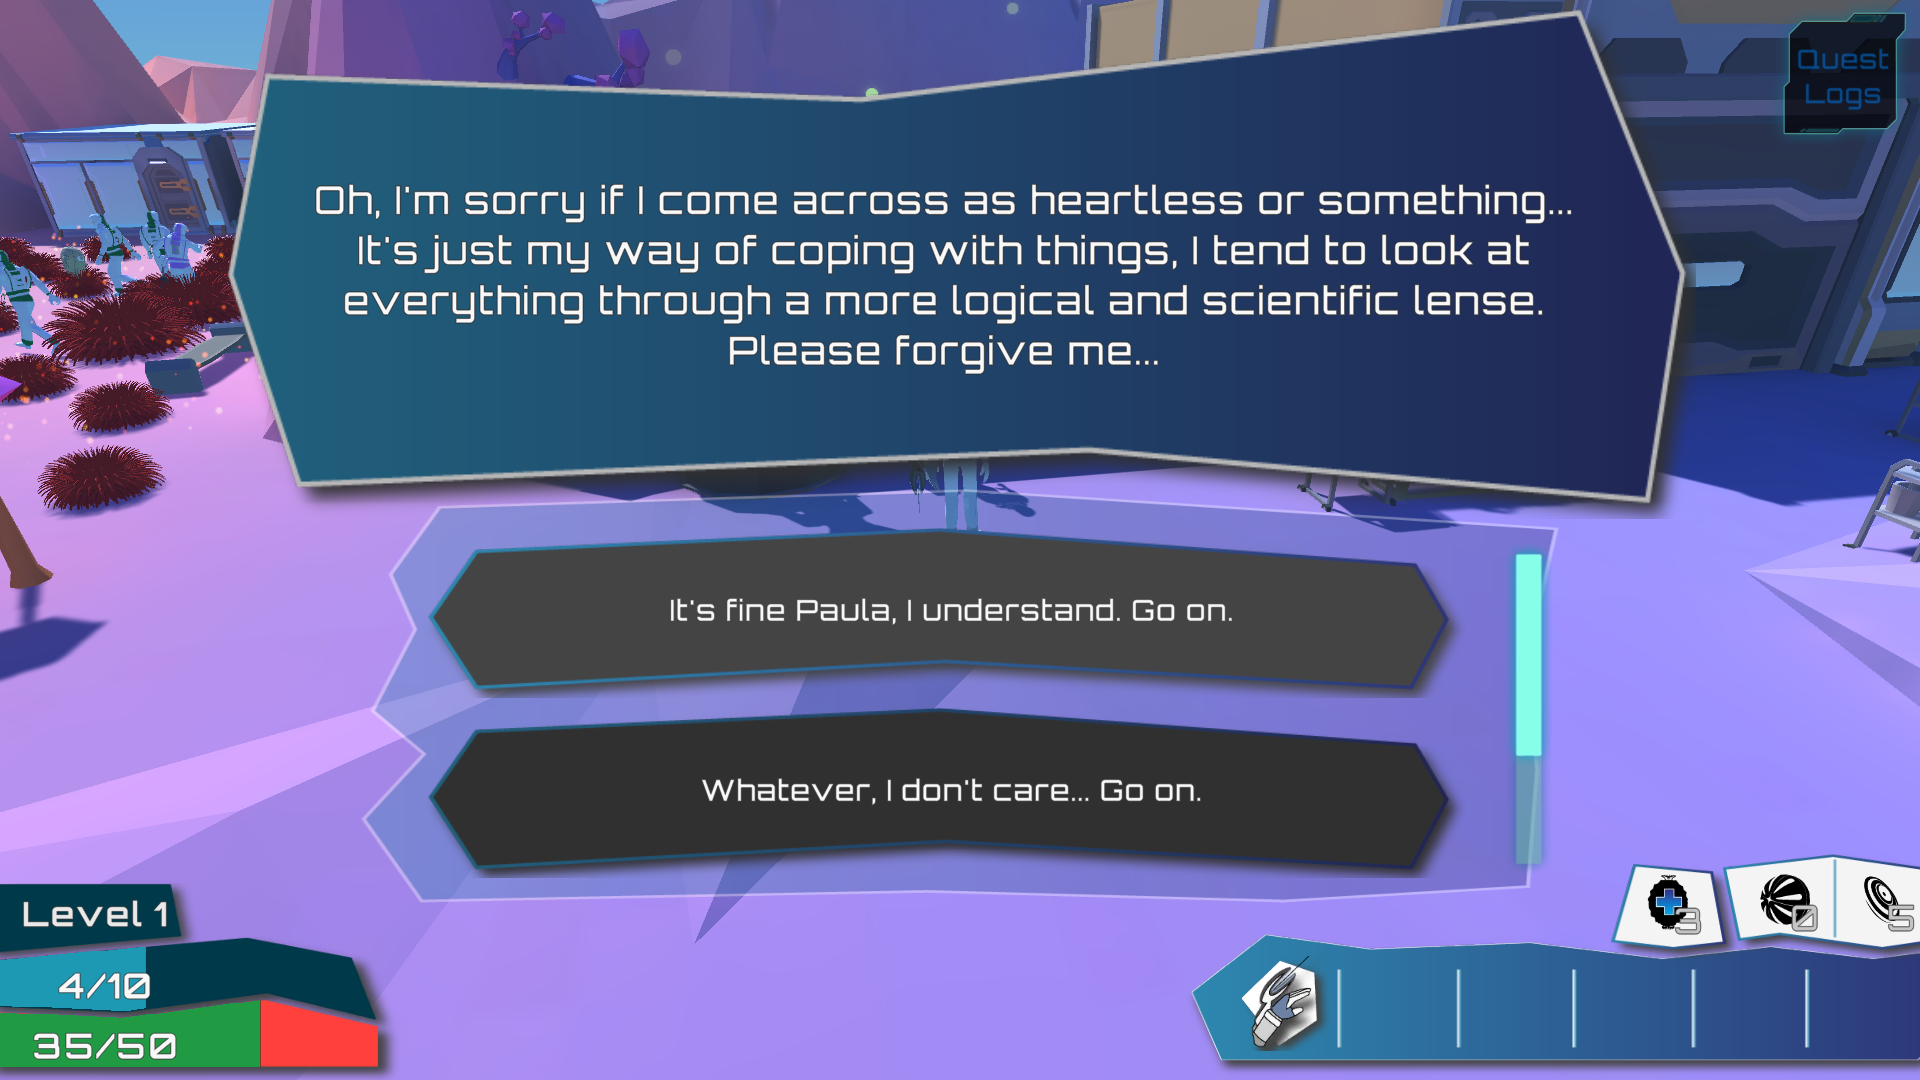 Quest
Logs
Oh, I'm sorry if I come across as heartless or something...
It's just my way of coping with things, I tend to look at
everything through a more logical and scientific lense.
Please forgive me...
It's fine Paula, I understand. Go on.
Whatever, I don't care... Go on.
Level 1
4/10
35/50
3
0
5